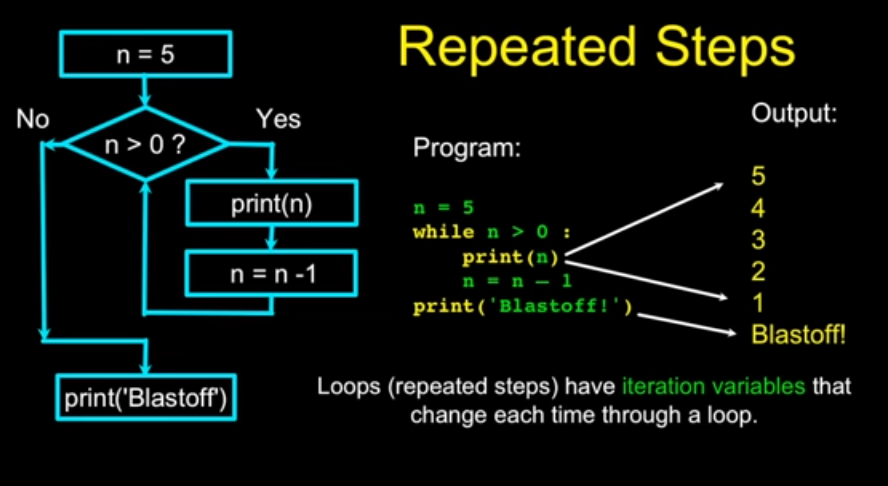 Repeated Steps
n = 5
No
Yes
n > 0 ?
print(n)
n = n -1
print('Blastoff')
Program:
n = 5
while n > 0 :
    print(n)
    n = n – 1
print('Blastoff!')
Output:
5
4
3
2
1
Blastoff!
Loops (repeated steps) have iteration variables that
change each time through a loop.